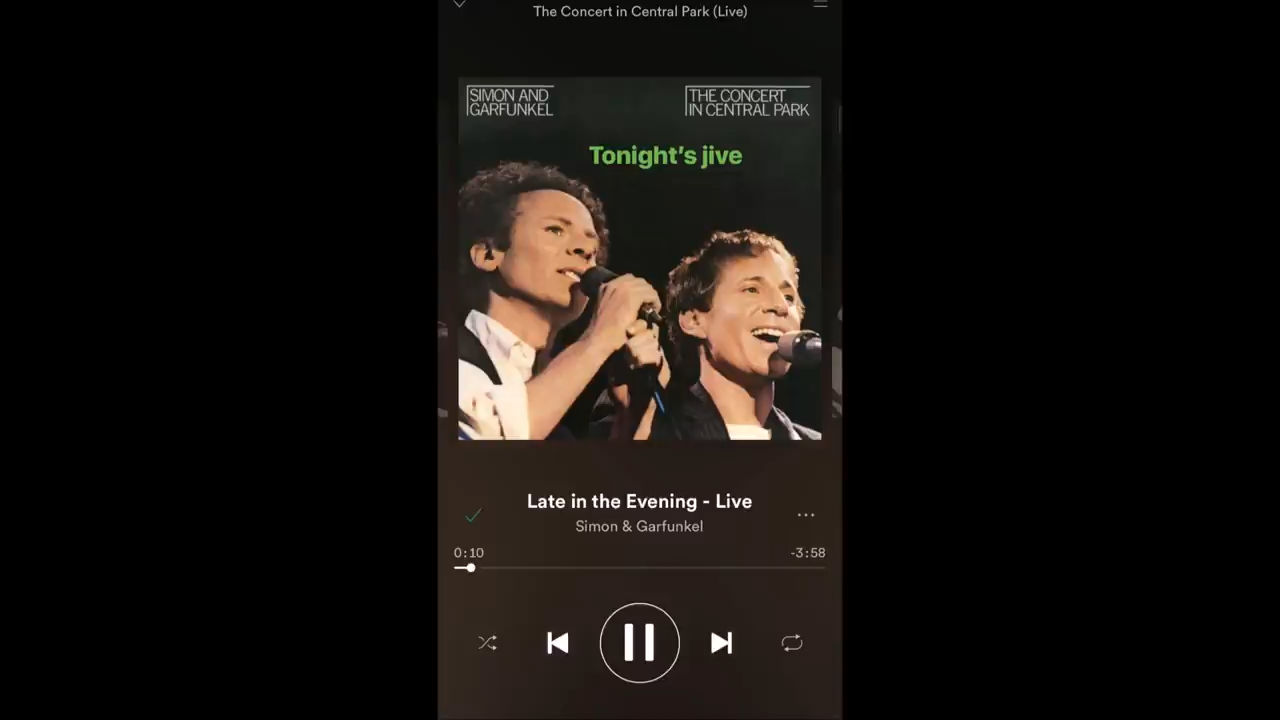 The Concert in Central Park (Live)
SIMON AND
GARFUNKEL
THE CONCERT
IN CENTRAL PARK
Tonight's jive
Late in the Evening - Live
Simon & Garfunkel
0:10
-3:58